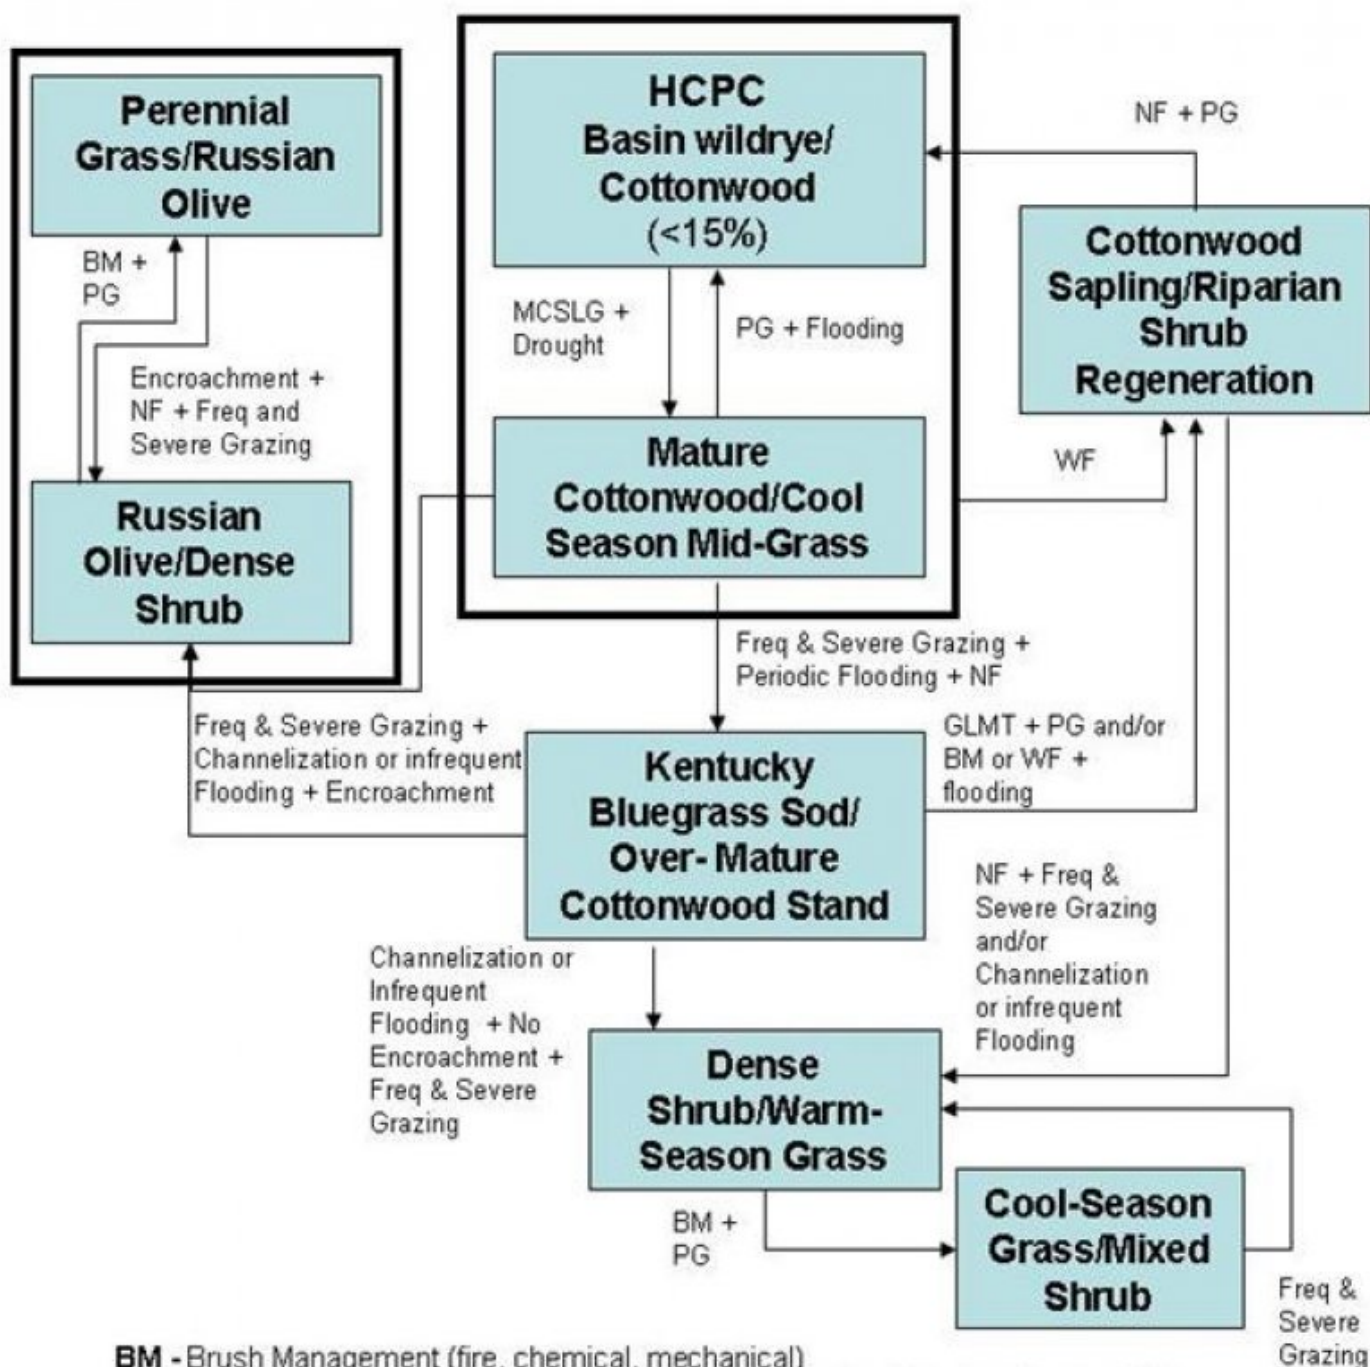 Perennial
Grass/Russian
Olive
BM +
PG
Encroachment +
NF + Freq and
Severe Grazing
Russian
Olive/Dense
Shrub
HCPC
Basin wildrye/
Cottonwood
(<15%)
MCSLG +
Drought
PG + Flooding
Mature
Cottonwood/Cool
Season Mid-Grass
NF + PG
Cottonwood
Sapling/Riparian
Shrub
Regeneration
WF
Freq & Severe Grazing +
Periodic Flooding + NF
Freq & Severe Grazing +
Channelization or infrequent
Flooding + Encroachment
GLMT + PG and/or
BM or WF +
flooding
Kentucky
Bluegrass Sod/
Over- Mature
Cottonwood Stand
NF + Freq &
Severe Grazing
and/or
Channelization
or infrequent
Flooding
Channelization or
Infrequent
Flooding + No
Encroachment +
Freq & Severe
Grazing
Dense
Shrub/Warm-
Season Grass
BM +
PG
Cool-Season
Grass/Mixed
Shrub
Freq &
Severe
Grazing
BM - Brush Management (fire, chemical, mechanical)